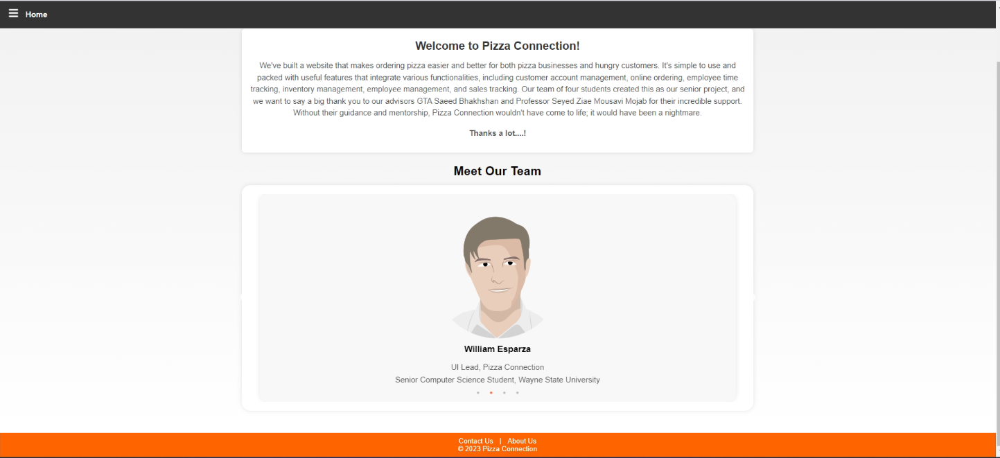 Home
Welcome to Pizza Connection!
We've built a website that makes ordering pizza easier and better for both pizza businesses and hungry customers. It's simple to use and
packed with useful features that integrate various functionalities, including customer account management, online ordering, employee time
tracking, inventory management, employee management, and sales tracking. Our team of four students created this as our senior project, and
we want to say a big thank you to our advisors GTA Saeed Bhakhshan and Professor Seyed Ziae Mousavi Mojab for their incredible support.
Without their guidance and mentorship, Pizza Connection wouldn't have come to life; it would have been a nightmare.
Thanks a lot....!
Meet Our Team
William Esparza
UI Lead, Pizza Connection
Senior Computer Science Student, Wayne State University
Contact Us | About Us
© 2023 Pizza Connection